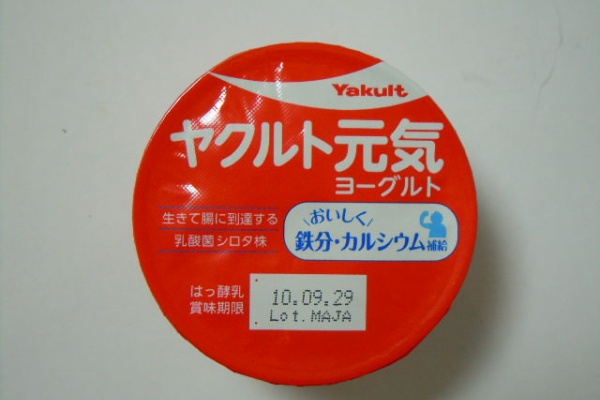 Yakult
ヤクルト元気
ヨーグルト
生きて腸に到達する
乳酸菌シロタ株
おいしく
鉄分・カルシウム補給
はっ酵乳
賞味期限
10.09.29
Lot.MAJA